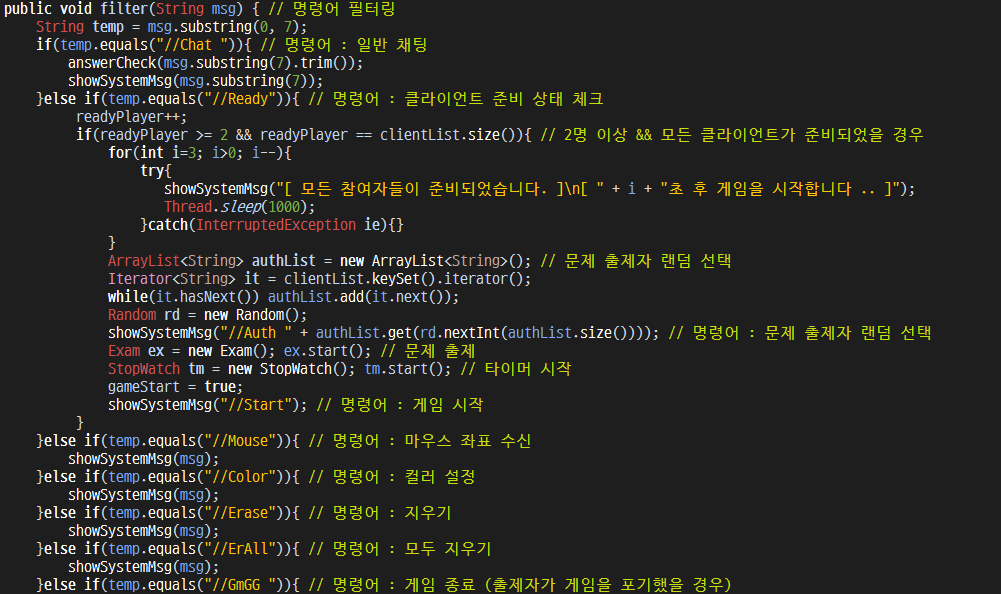 public void filter(String msg) { // 명령어 필터링
String temp = msg.substring(0, 7);
if(temp.equals("//Chat ")){ // 명령어 : 일반 채팅
answerCheck(msg.substring(7).trim());
showSystemMsg(msg.substring(7));
}else if(temp.equals("//Ready")){ // 명령어 : 클라이언트 준비 상태 체크
readyPlayer++;
if(readyPlayer >= 2 && readyPlayer == clientList.size()){ // 2명 이상 && 모든 클라이언트가 준비되었을 경우
for(int i=3; i>0; i--){
try{
showSystemMsg("[ 모든 참여자들이 준비되었습니다. ]\n[ " + i + "초 후 게임을 시작합니다 .. ]");
Thread.sleep(1000);
}catch(InterruptedException ie){}
}
ArrayList<String> authList = new ArrayList<String>(); // 문제 출제자 랜덤 선택
Iterator<String> it = clientList.keySet().iterator();
while(it.hasNext()) authList.add(it.next());
Random rd = new Random();
showSystemMsg("//Auth " + authList.get(rd.nextInt(authList.size()))); // 명령어 : 문제 출제자 랜덤 선택
Exam ex = new Exam(); ex.start(); // 문제 출제
StopWatch tm = new StopWatch(); tm.start(); // 타이머 시작
gameStart = true;
showSystemMsg("//Start"); // 명령어 : 게임 시작
}
}else if(temp.equals("//Mouse")){ // 명령어 : 마우스 좌표 수신
showSystemMsg(msg);
}else if(temp.equals("//Color")){ // 명령어 : 컬러 설정
showSystemMsg(msg);
}else if(temp.equals("//Erase")){ // 명령어 : 지우기
showSystemMsg(msg);
}else if(temp.equals("//ErAll")){ // 명령어 : 모두 지우기
showSystemMsg(msg);
}else if(temp.equals("//GmGG ")){ // 명령어 : 게임 종료 (출제자가 게임을 포기했을 경우)